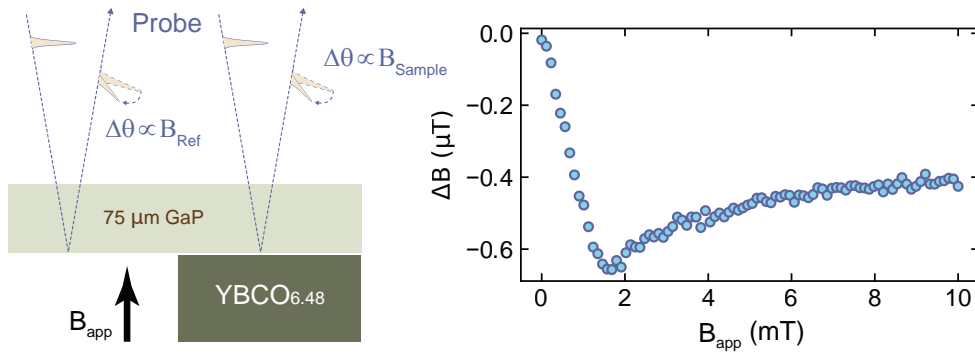 Probe
Δθ∝B_Sample
Δθ∝B_Ref
75 μm GaP
YBCO6.48
B_app
0.0
−0.2
−0.4
−0.6
ΔB (μT)
0 2 4 6 8 10
B_app (mT)